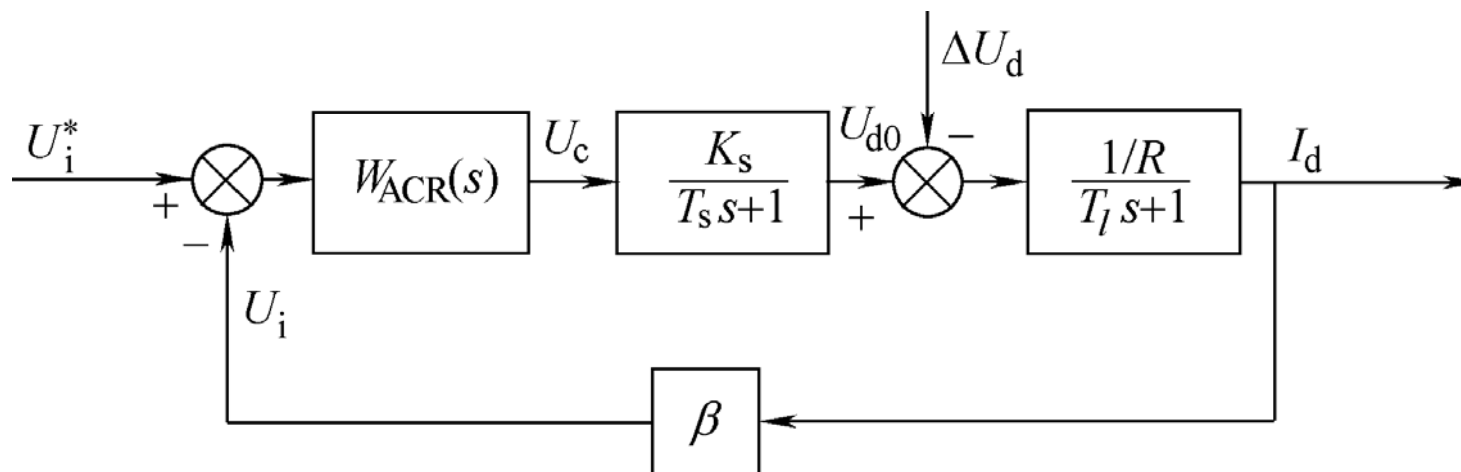 U_i^*
+
−
W_ACR(s)
U_c
K_s
T_s s+1
U_d0
+
ΔU_d
−
1/R
T_l s+1
I_d
U_i
β